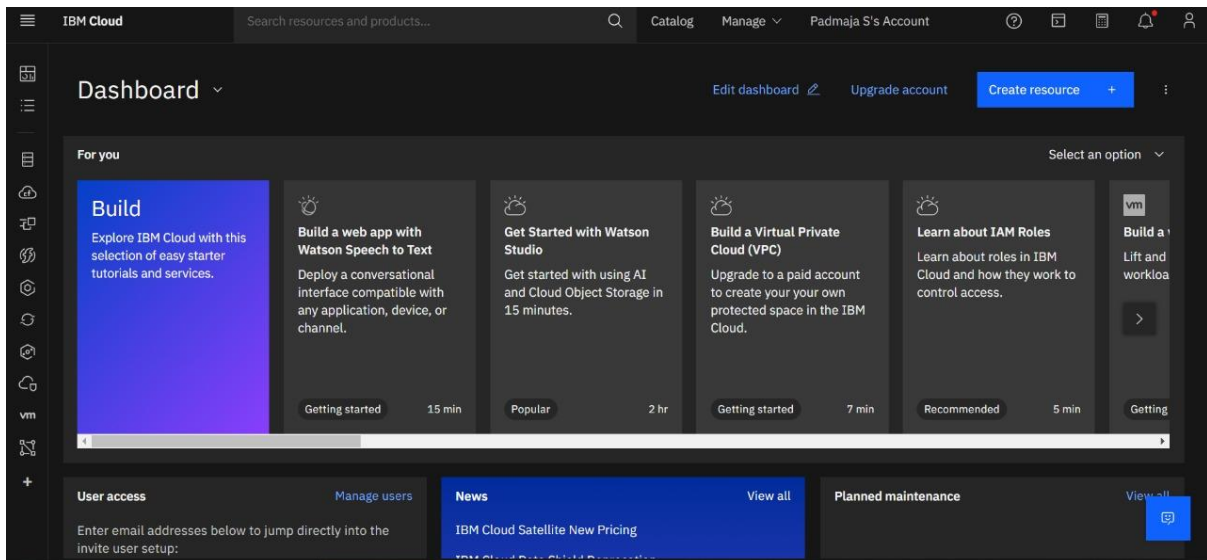 IBM Cloud
Search resources and products...
Catalog
Manage
Padmaja S's Account
Dashboard
Edit dashboard
Upgrade account
Create resource +
For you
Select an option
Build
Explore IBM Cloud with this
selection of easy starter
tutorials and services.
Build a web app with
Watson Speech to Text
Deploy a conversational
interface compatible with
any application, device, or
channel.
Getting started
15 min
Get Started with Watson
Studio
Get started with using AI
and Cloud Object Storage in
15 minutes.
Popular
2 hr
Build a Virtual Private
Cloud (VPC)
Upgrade to a paid account
to create your your own
protected space in the IBM
Cloud.
Getting started
7 min
Learn about IAM Roles
Learn about roles in IBM
Cloud and how they work to
control access.
Recommended
5 min
vm
Build a
Lift and
workloa
Getting
vm
User access
Manage users
Enter email addresses below to jump directly into the
invite user setup:
News
View all
IBM Cloud Satellite New Pricing
Planned maintenance
View all